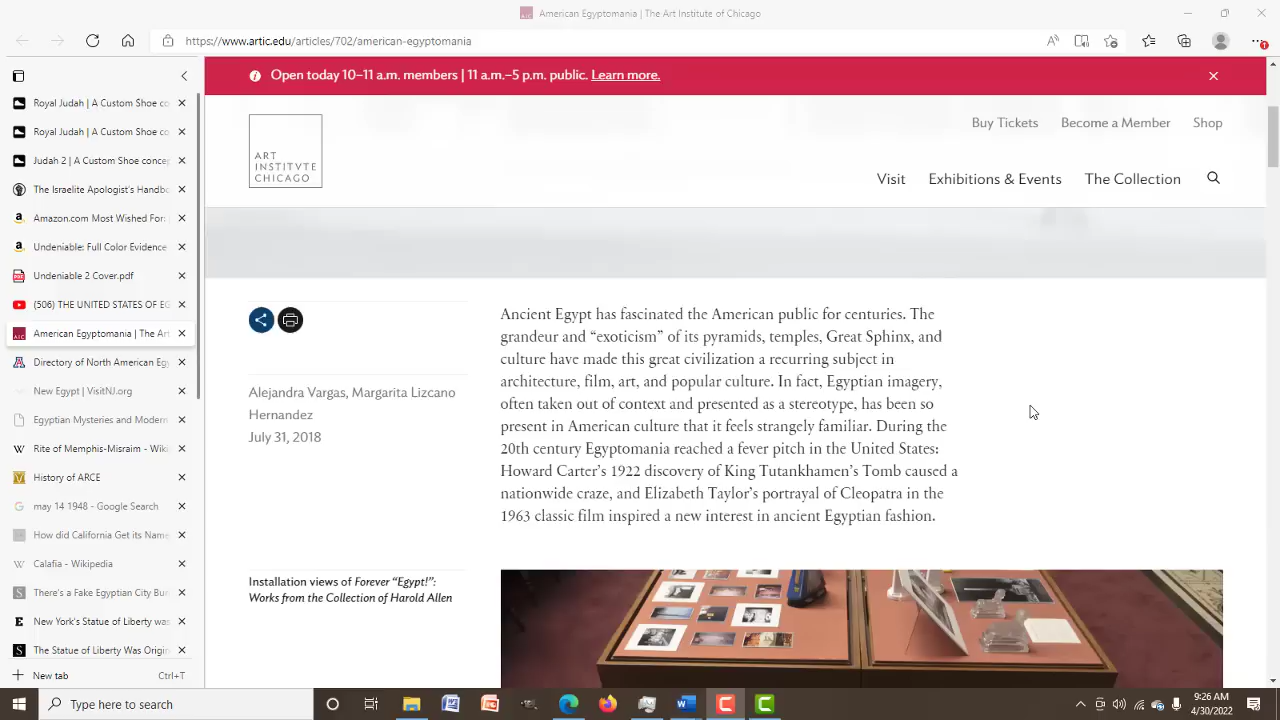 American Egyptomania | The Art Institute of Chicago
https://www.artic.edu/articles/702/american-egyptomania
Royal Judah | A Custom Shoe co
Royal Judah | A Custom Shoe co
Judah 2 | A Custom Shoe concep
The Israelite Apologist's Handbo
Amazon.com Most Wished For:
Undeniable: Full Color Evidence
Undeniable 2 Cover.pdf
(506) THE UNITED STATES OF EG
American Egyptomania | The Art
Directory of North American Eg
New Egypt | VisitNJ.org
Egyptian Mysteries and Modern
Rite of Memphis-Misraim - Wiki
History of ARCE
may 14 1948 - Google Search
How did California Get its Name
Calafia - Wikipedia
There is a Fake Egyptian City Bur
New York's Statue of Liberty was
The Statue of Liberty Was Origin
New tab
Ctrl+T
Open today 10–11 a.m. members | 11 a.m.–5 p.m. public. Learn more.
ART
INSTITVTE
CHICAGO
Buy Tickets
Become a Member
Shop
Visit
Exhibitions & Events
The Collection
Alejandra Vargas, Margarita Lizcano
Hernandez
July 31, 2018
Ancient Egypt has fascinated the American public for centuries. The
grandeur and “exoticism” of its pyramids, temples, Great Sphinx, and
culture have made this great civilization a recurring subject in
architecture, film, art, and popular culture. In fact, Egyptian imagery,
often taken out of context and presented as a stereotype, has been so
present in American culture that it feels strangely familiar. During the
20th century Egyptomania reached a fever pitch in the United States:
Howard Carter’s 1922 discovery of King Tutankhamen’s Tomb caused a
nationwide craze, and Elizabeth Taylor’s portrayal of Cleopatra in the
1963 classic film inspired a new interest in ancient Egyptian fashion.
Installation views of Forever “Egypt!”:
Works from the Collection of Harold Allen
Type here to search
9:26 AM
4/30/2022